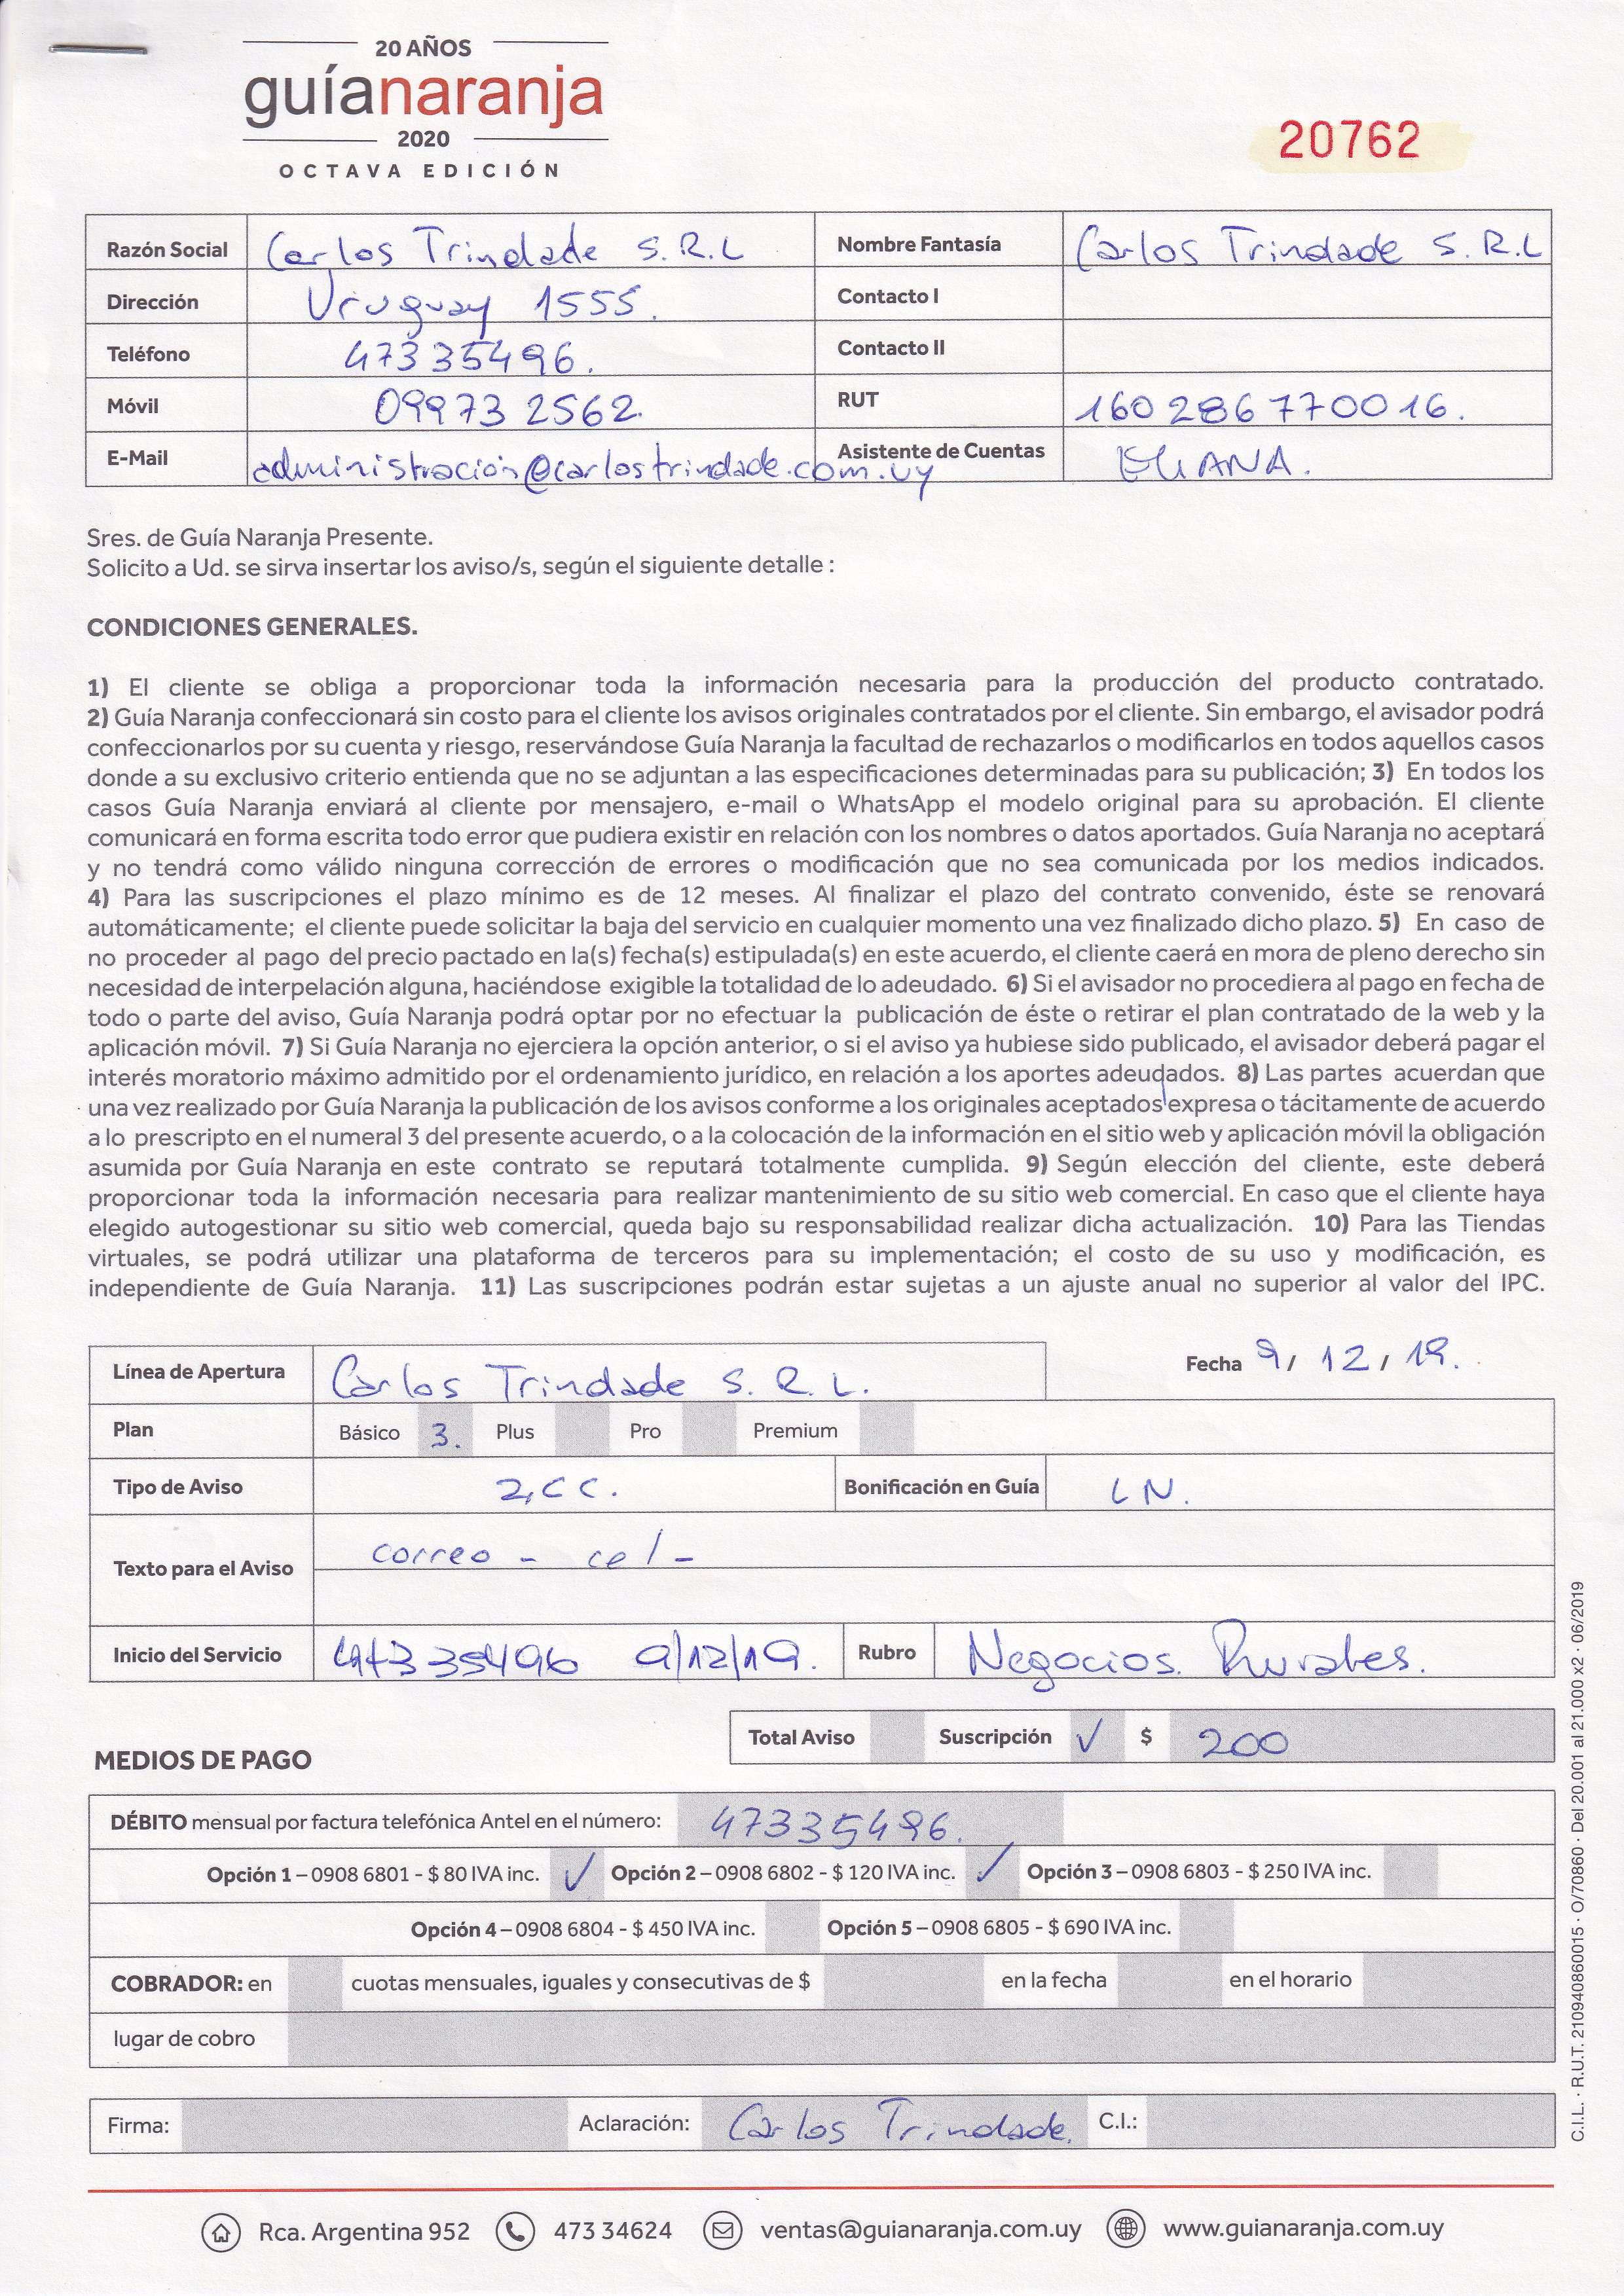 20 AÑOS
guíanaranja
2020
OCTAVA EDICIÓN
20762
Razón Social Carlos Trindade S.R.L Nombre Fantasía Carlos Trindade S.R.L
Dirección Uruguay 1555. Contacto I
Teléfono 47335496. Contacto II
Móvil 099732562. RUT 160286770016.
E-Mail administración@carlostrindade.com.uy Asistente de Cuentas ELIANA.
Sres. de Guía Naranja Presente.
Solicito a Ud. se sirva insertar los aviso/s, según el siguiente detalle :
CONDICIONES GENERALES.
1) El cliente se obliga a proporcionar toda la información necesaria para la producción del producto contratado.
2) Guía Naranja confeccionará sin costo para el cliente los avisos originales contratados por el cliente. Sin embargo, el avisador podrá
confeccionarlos por su cuenta y riesgo, reservándose Guía Naranja la facultad de rechazarlos o modificarlos en todos aquellos casos
donde a su exclusivo criterio entienda que no se adjuntan a las especificaciones determinadas para su publicación; 3) En todos los
casos Guía Naranja enviará al cliente por mensajero, e-mail o WhatsApp el modelo original para su aprobación. El cliente
comunicará en forma escrita todo error que pudiera existir en relación con los nombres o datos aportados. Guía Naranja no aceptará
y no tendrá como válido ninguna corrección de errores o modificación que no sea comunicada por los medios indicados.
4) Para las suscripciones el plazo mínimo es de 12 meses. Al finalizar el plazo del contrato convenido, éste se renovará
automáticamente; el cliente puede solicitar la baja del servicio en cualquier momento una vez finalizado dicho plazo. 5) En caso de
no proceder al pago del precio pactado en la(s) fecha(s) estipulada(s) en este acuerdo, el cliente caerá en mora de pleno derecho sin
necesidad de interpelación alguna, haciéndose exigible la totalidad de lo adeudado. 6) Si el avisador no procediera al pago en fecha de
todo o parte del aviso, Guía Naranja podrá optar por no efectuar la publicación de éste o retirar el plan contratado de la web y la
aplicación móvil. 7) Si Guía Naranja no ejerciera la opción anterior, o si el aviso ya hubiese sido publicado, el avisador deberá pagar el
interés moratorio máximo admitido por el ordenamiento jurídico, en relación a los aportes adeudados. 8) Las partes acuerdan que
una vez realizado por Guía Naranja la publicación de los avisos conforme a los originales aceptados expresa o tácitamente de acuerdo
a lo prescripto en el numeral 3 del presente acuerdo, o a la colocación de la información en el sitio web y aplicación móvil la obligación
asumida por Guía Naranja en este contrato se reputará totalmente cumplida. 9) Según elección del cliente, este deberá
proporcionar toda la información necesaria para realizar mantenimiento de su sitio web comercial. En caso que el cliente haya
elegido autogestionar su sitio web comercial, queda bajo su responsabilidad realizar dicha actualización. 10) Para las Tiendas
virtuales, se podrá utilizar una plataforma de terceros para su implementación; el costo de su uso y modificación, es
independiente de Guía Naranja. 11) Las suscripciones podrán estar sujetas a un ajuste anual no superior al valor del IPC.
Línea de Apertura Carlos Trindade S.R.L. Fecha 9/ 12 / 19.
Plan Básico 3. Plus Pro Premium
Tipo de Aviso 2,CC. Bonificación en Guía LN.
Texto para el Aviso correo - cel -
Inicio del Servicio 47335496 9/12/19. Rubro Negocios Rurales.
Total Aviso Suscripción ✓ $ 200
MEDIOS DE PAGO
DÉBITO mensual por factura telefónica Antel en el número: 47335496.
Opción 1 – 0908 6801 - $ 80 IVA inc. ✓ Opción 2 – 0908 6802 - $ 120 IVA inc. ✓ Opción 3 – 0908 6803 - $ 250 IVA inc.
Opción 4 – 0908 6804 - $ 450 IVA inc. Opción 5 – 0908 6805 - $ 690 IVA inc.
COBRADOR: en cuotas mensuales, iguales y consecutivas de $ en la fecha en el horario
lugar de cobro
Firma: Aclaración: Carlos Trindade. C.I.:
C.I.L. · R.U.T. 210940860015 · O/70860 · Del 20.001 al 21.000 x2 · 06/2019
Rca. Argentina 952 473 34624 ventas@guianaranja.com.uy www.guianaranja.com.uy